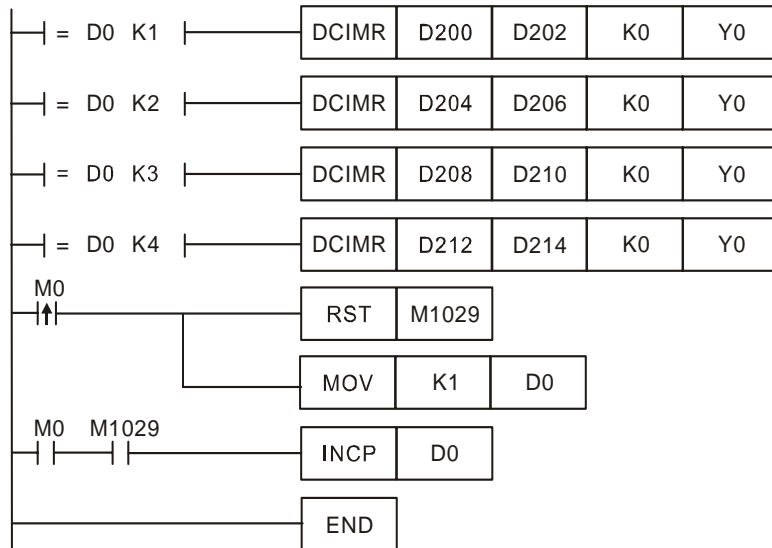 = D0 K1 DCIMR D200 D202 K0 Y0
= D0 K2 DCIMR D204 D206 K0 Y0
= D0 K3 DCIMR D208 D210 K0 Y0
= D0 K4 DCIMR D212 D214 K0 Y0
M0
RST M1029
MOV K1 D0
M0 M1029
INCP D0
END